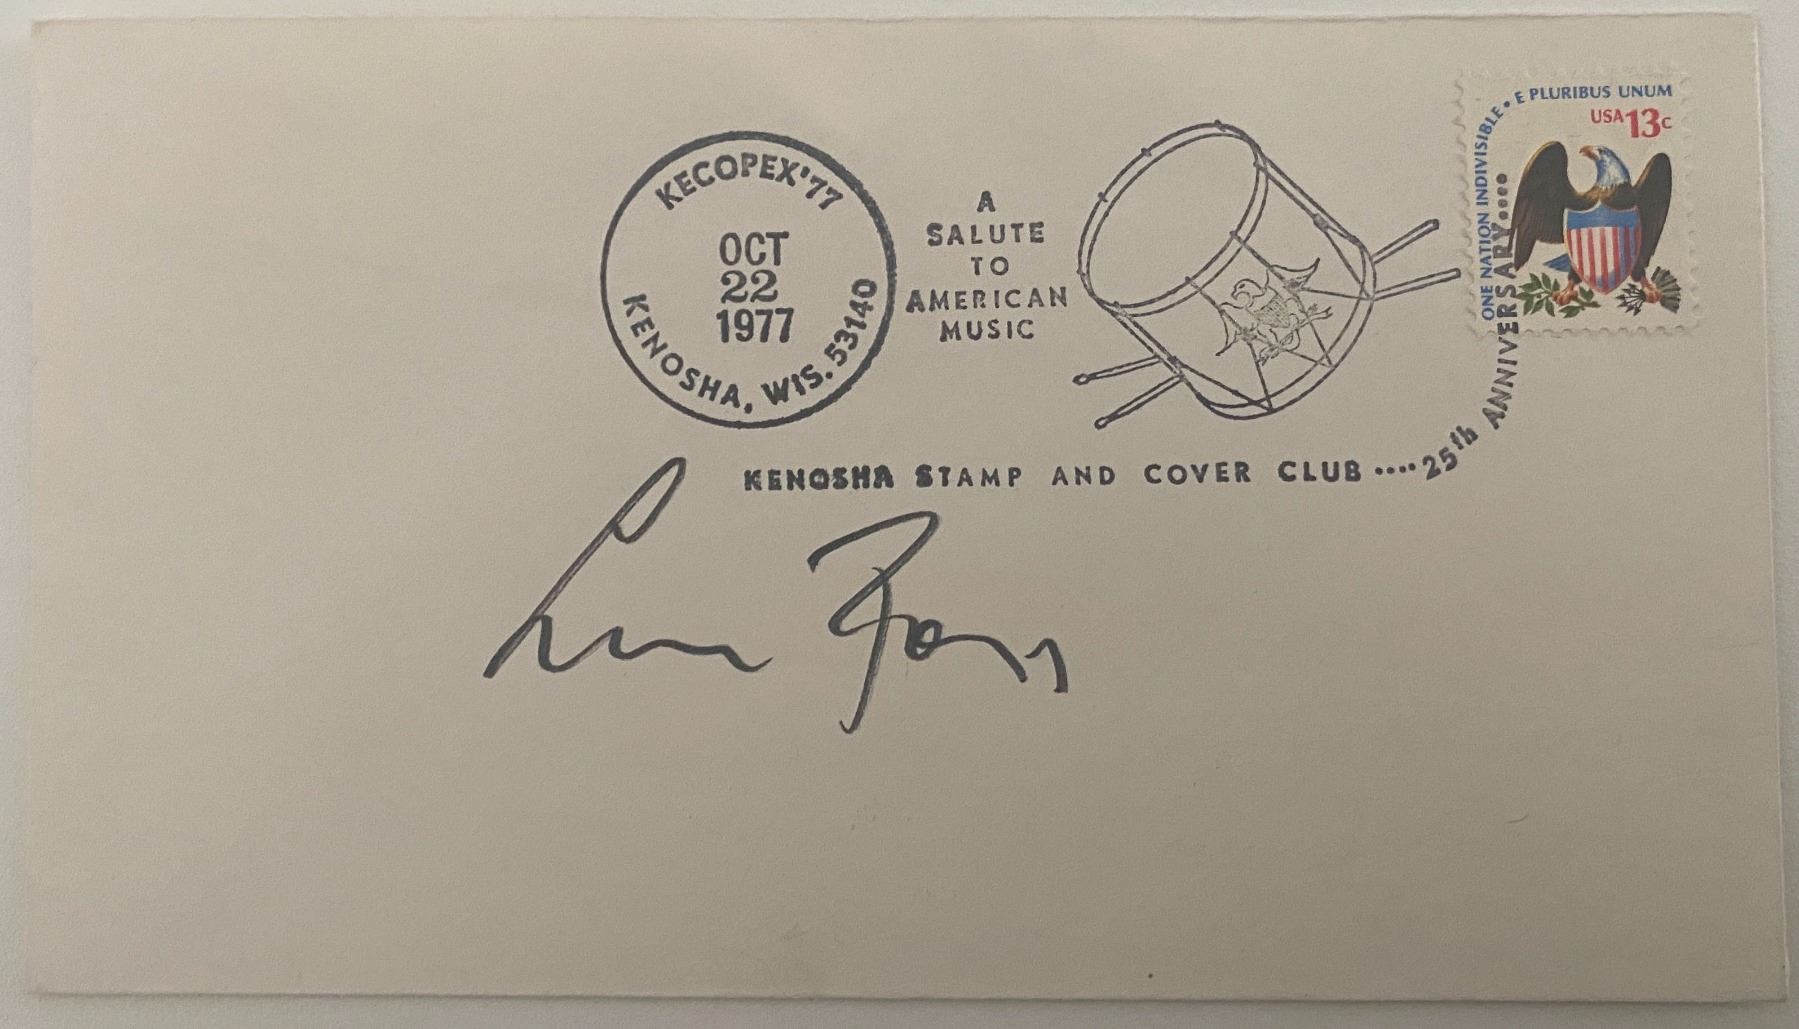 KECOPEX'77
OCT
22
1977
KENOSHA, WIS. 53140
A
SALUTE
TO
AMERICAN
MUSIC
ONE NATION INDIVISIBLE • E PLURIBUS UNUM
USA 13c
KENOSHA STAMP AND COVER CLUB .... 25th ANNIVERSARY....